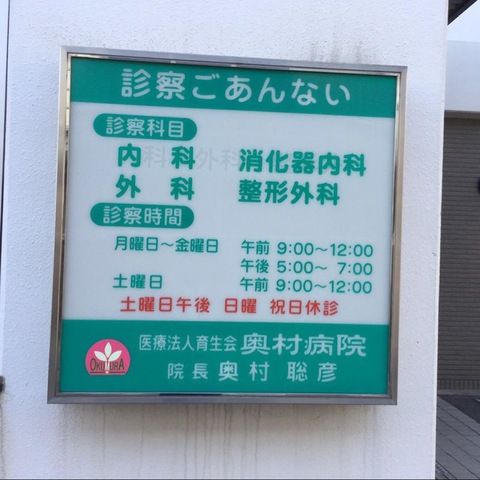 診察ごあんない
診察科目
内科 消化器内科
外科 整形外科
診察時間
月曜日～金曜日 午前 9:00～12:00
午後 5:00～ 7:00
土曜日 午前 9:00～12:00
土曜日午後 日曜 祝日休診
医療法人育生会 奥村病院
院長 奥村 聡彦
OKUMURA